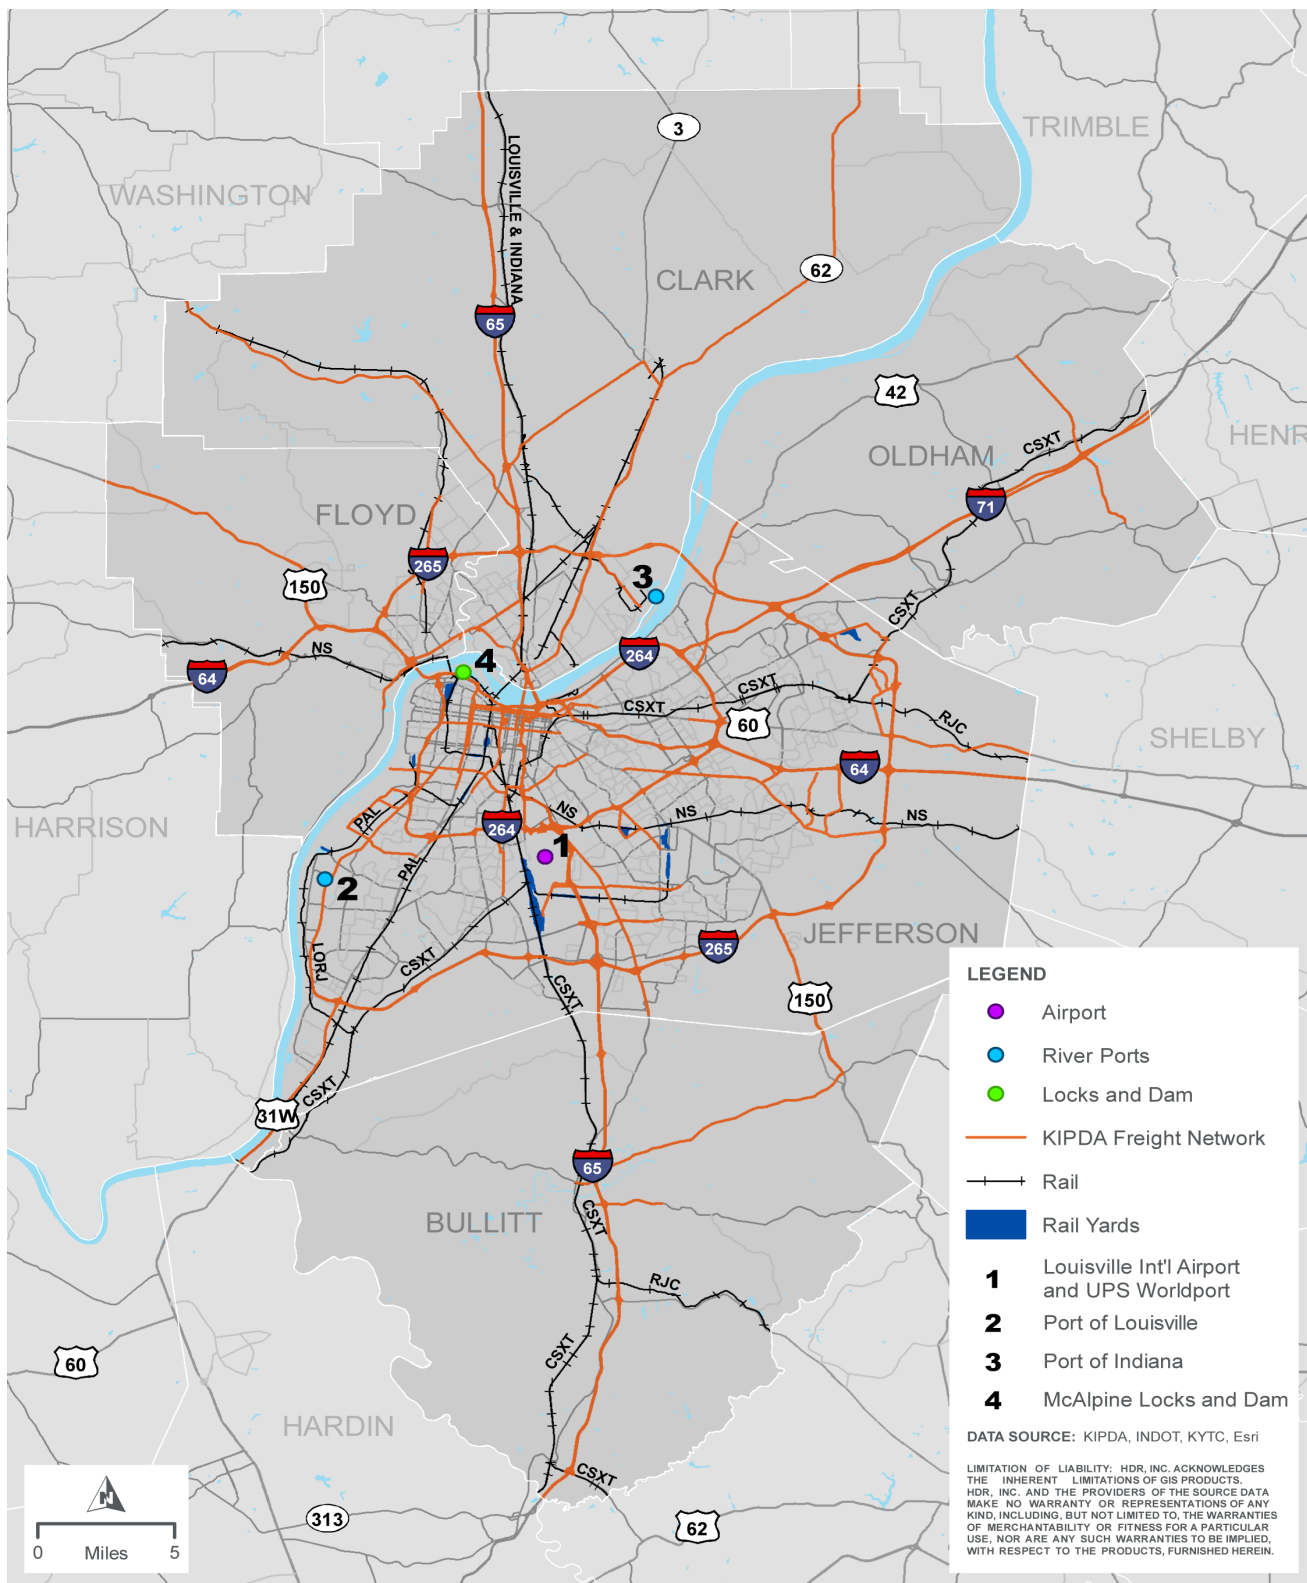 3
TRIMBLE
WASHINGTON
LOUISVILLE & INDIANA
62
CLARK
65
42
CSXT
HENR
OLDHAM
71
FLOYD
265
150
3
CSXT
NS
4
264
64
CSXT
CSXT
RJC
60
SHELBY
64
NS
NS
NS
PAL
HARRISON
264
1
PAL
2
JEFFERSON
265
LORJ
CSXT
CSXT
150
CSXT
31W
65
CSXT
BULLITT
RJC
CSXT
60
HARDIN
CSXT
313
62
N
0 Miles 5
LEGEND
Airport
River Ports
Locks and Dam
KIPDA Freight Network
Rail
Rail Yards
1 Louisville Int'l Airport
and UPS Worldport
2 Port of Louisville
3 Port of Indiana
4 McAlpine Locks and Dam
DATA SOURCE: KIPDA, INDOT, KYTC, Esri
LIMITATION OF LIABILITY: HDR, INC. ACKNOWLEDGES
THE INHERENT LIMITATIONS OF GIS PRODUCTS.
HDR, INC. AND THE PROVIDERS OF THE SOURCE DATA
MAKE NO WARRANTY OR REPRESENTATIONS OF ANY
KIND, INCLUDING, BUT NOT LIMITED TO, THE WARRANTIES
OF MERCHANTABILITY OR FITNESS FOR A PARTICULAR
USE, NOR ARE ANY SUCH WARRANTIES TO BE IMPLIED,
WITH RESPECT TO THE PRODUCTS, FURNISHED HEREIN.